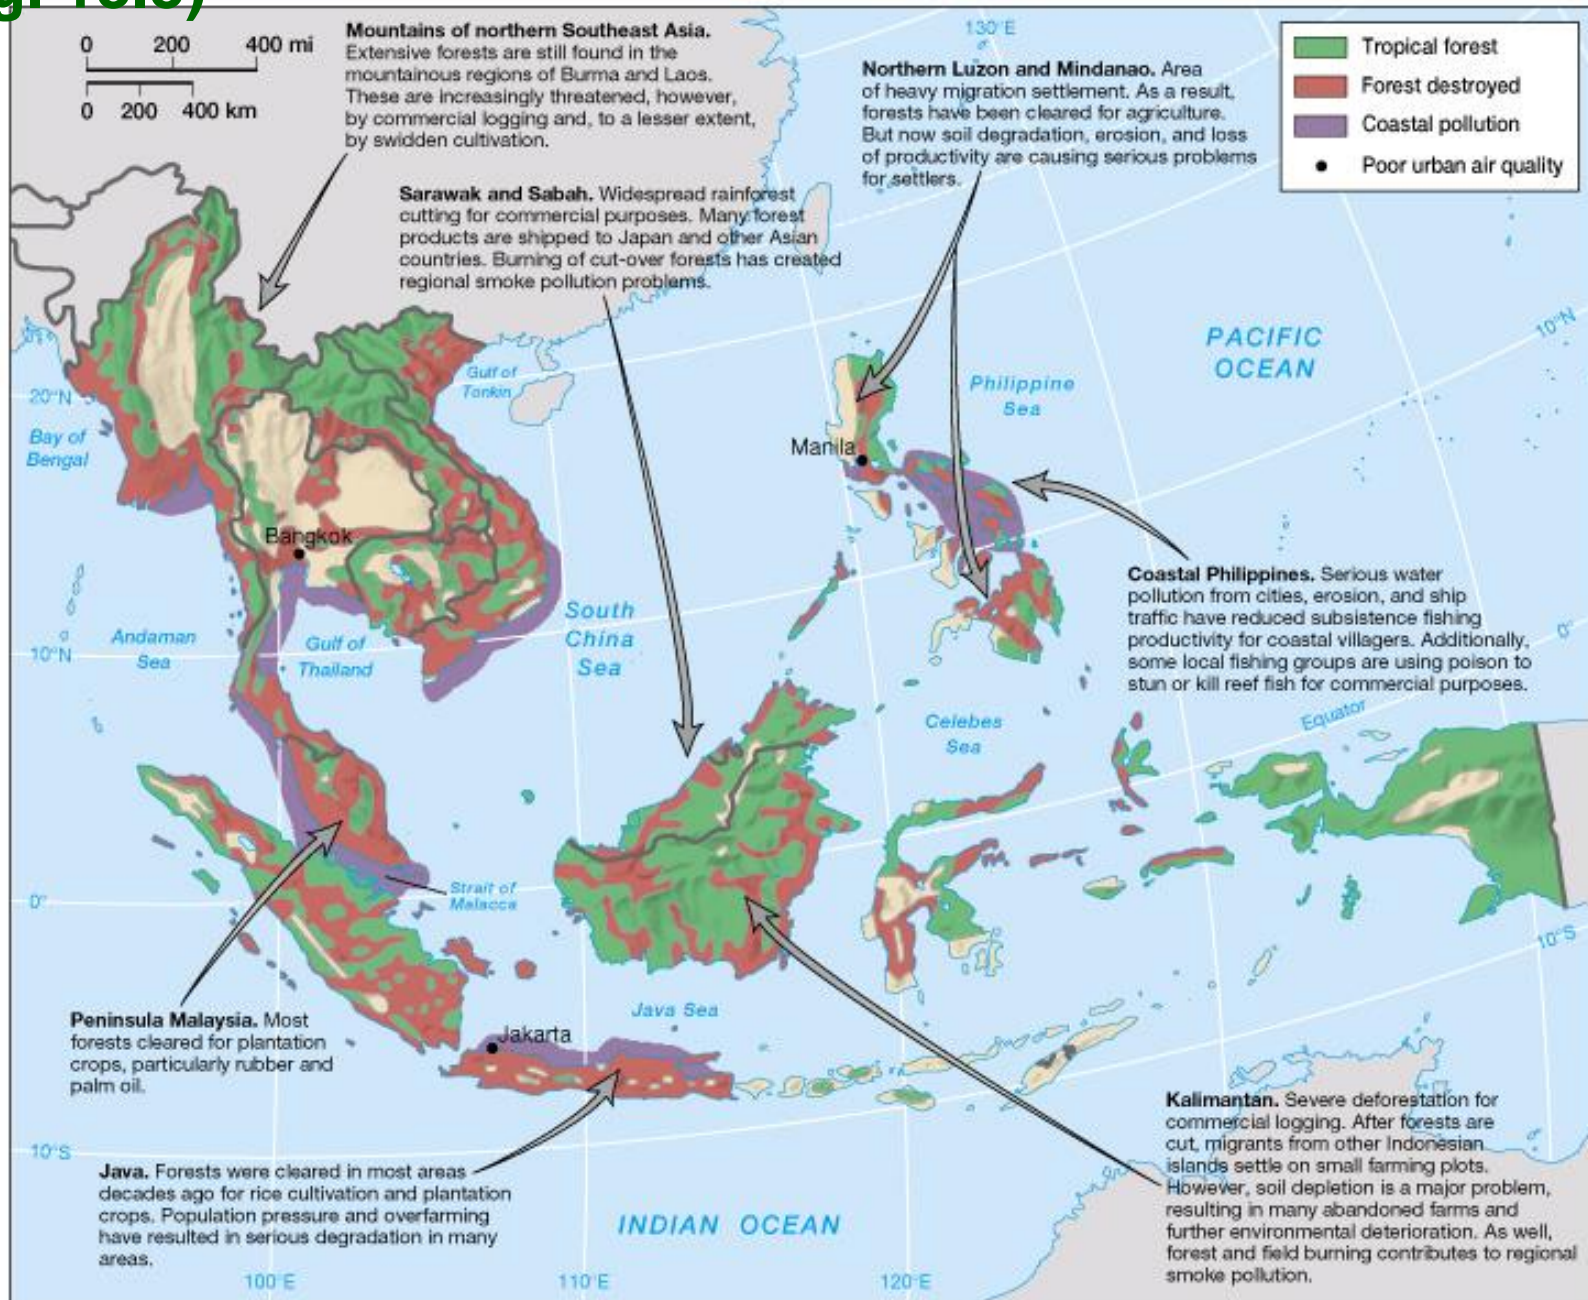 g. 13.5)
0 200 400 mi
0 200 400 km
Mountains of northern Southeast Asia.
Extensive forests are still found in the
mountainous regions of Burma and Laos.
These are increasingly threatened, however,
by commercial logging and, to a lesser extent,
by swidden cultivation.
130°E
Northern Luzon and Mindanao. Area
of heavy migration settlement. As a result,
forests have been cleared for agriculture.
But now soil degradation, erosion, and loss
of productivity are causing serious problems
for settlers.
Tropical forest
Forest destroyed
Coastal pollution
Poor urban air quality
Sarawak and Sabah. Widespread rainforest
cutting for commercial purposes. Many forest
products are shipped to Japan and other Asian
countries. Burning of cut-over forests has created
regional smoke pollution problems.
PACIFIC
OCEAN
10°N
20°N
Gulf of
Tonkin
Philippine
Sea
Bay of
Bengal
Manila
Bangkok
Andaman
Sea
10°N
Gulf of
Thailand
South
China
Sea
Coastal Philippines. Serious water
pollution from cities, erosion, and ship
traffic have reduced subsistence fishing
productivity for coastal villagers. Additionally,
some local fishing groups are using poison to
stun or kill reef fish for commercial purposes.
0°
Celebes
Sea
Equator
Strait of
Malacca
0°
10°S
Peninsula Malaysia. Most
forests cleared for plantation
crops, particularly rubber and
palm oil.
Java Sea
Jakarta
10°S
Java. Forests were cleared in most areas
decades ago for rice cultivation and plantation
crops. Population pressure and overfarming
have resulted in serious degradation in many
areas.
INDIAN OCEAN
Kalimantan. Severe deforestation for
commercial logging. After forests are
cut, migrants from other Indonesian
islands settle on small farming plots.
However, soil depletion is a major problem,
resulting in many abandoned farms and
further environmental deterioration. As well,
forest and field burning contributes to regional
smoke pollution.
100°E
110°E
120°E